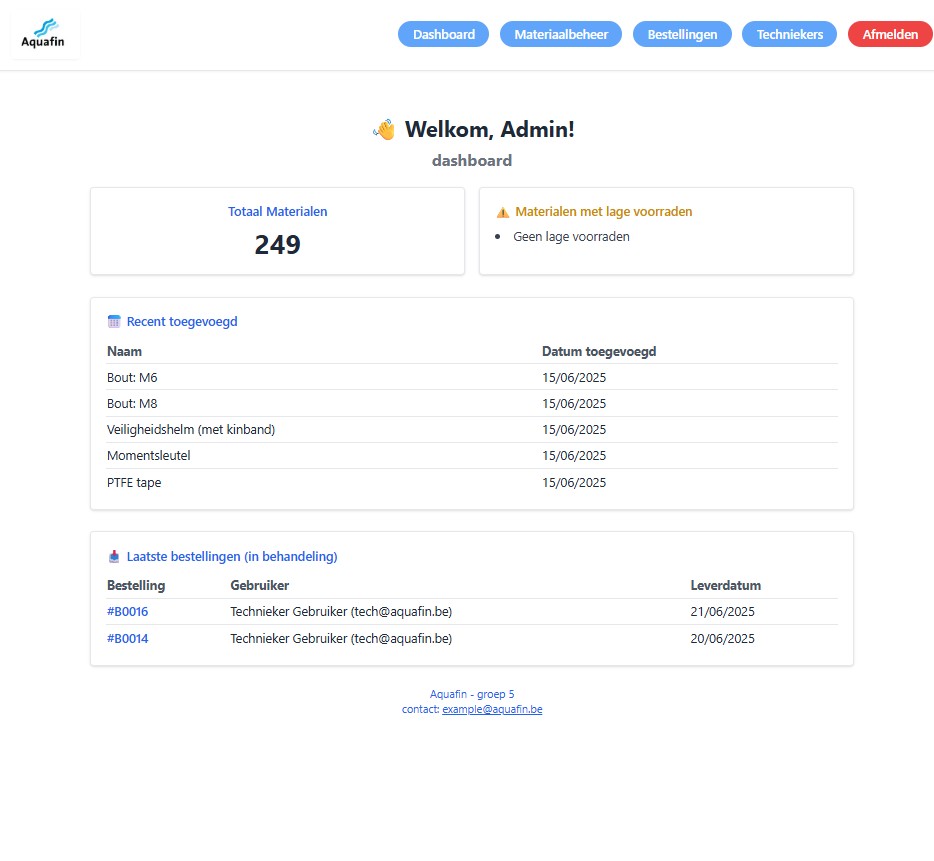 Aquafin
Dashboard Materiaalbeheer Bestellingen Techniekers Afmelden
👋 Welkom, Admin!
dashboard
Totaal Materialen
249
⚠️ Materialen met lage voorraden
• Geen lage voorraden
Recent toegevoegd
Naam Datum toegevoegd
Bout: M6 15/06/2025
Bout: M8 15/06/2025
Veiligheidshelm (met kinband) 15/06/2025
Momentsleutel 15/06/2025
PTFE tape 15/06/2025
Laatste bestellingen (in behandeling)
Bestelling Gebruiker Leverdatum
#B0016 Technieker Gebruiker (tech@aquafin.be) 21/06/2025
#B0014 Technieker Gebruiker (tech@aquafin.be) 20/06/2025
Aquafin - groep 5
contact: example@aquafin.be